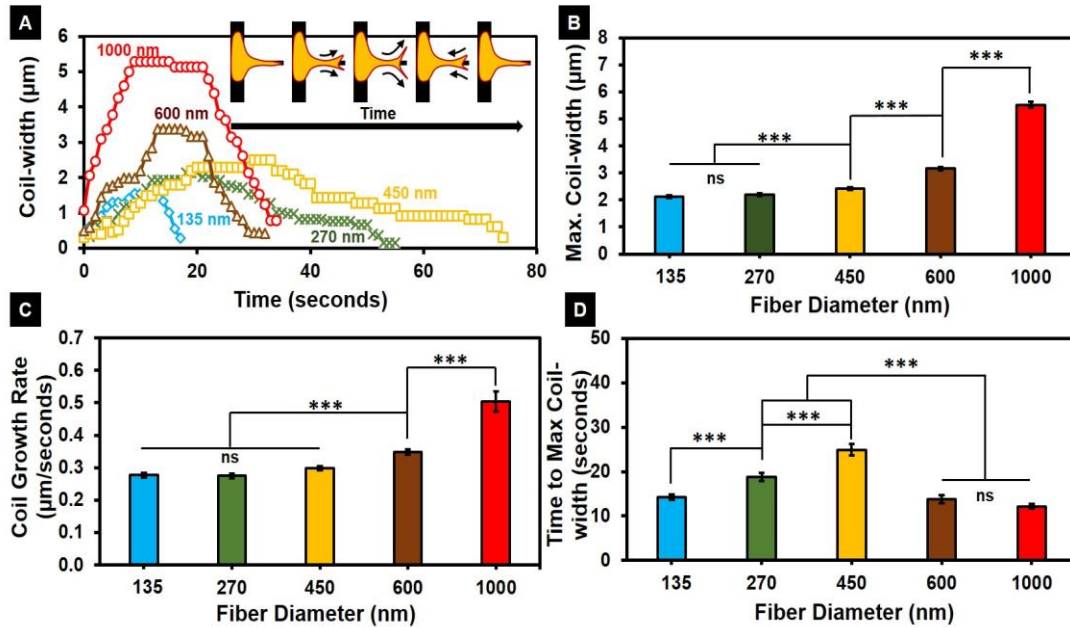 A
Coil-width (µm)
6
5
4
3
2
1
0
1000 nm
600 nm
450 nm
270 nm
135 nm
Time
0 20 40 60 80
Time (seconds)
B
Max. Coil-width (µm)
8
7
6
5
4
3
2
1
0
ns
***
***
***
135 270 450 600 1000
Fiber Diameter (nm)
C
Coil Growth Rate
(µm/seconds)
0.7
0.6
0.5
0.4
0.3
0.2
0.1
0.0
ns
***
***
135 270 450 600 1000
Fiber Diameter (nm)
D
Time to Max Coil-
width (seconds)
50
40
30
20
10
0
***
***
***
ns
135 270 450 600 1000
Fiber Diameter (nm)